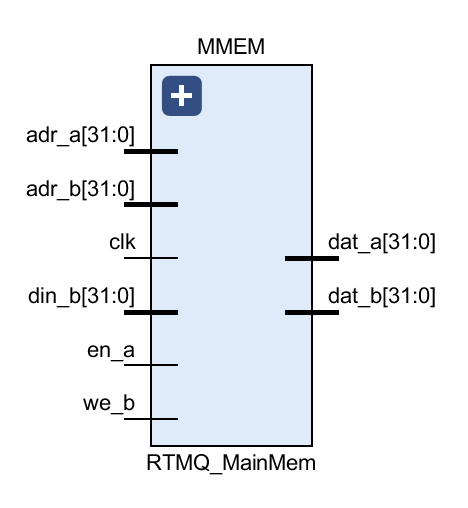 MMEM
adr_a[31:0]
adr_b[31:0]
clk
dat_a[31:0]
din_b[31:0]
dat_b[31:0]
en_a
we_b
RTMQ_MainMem